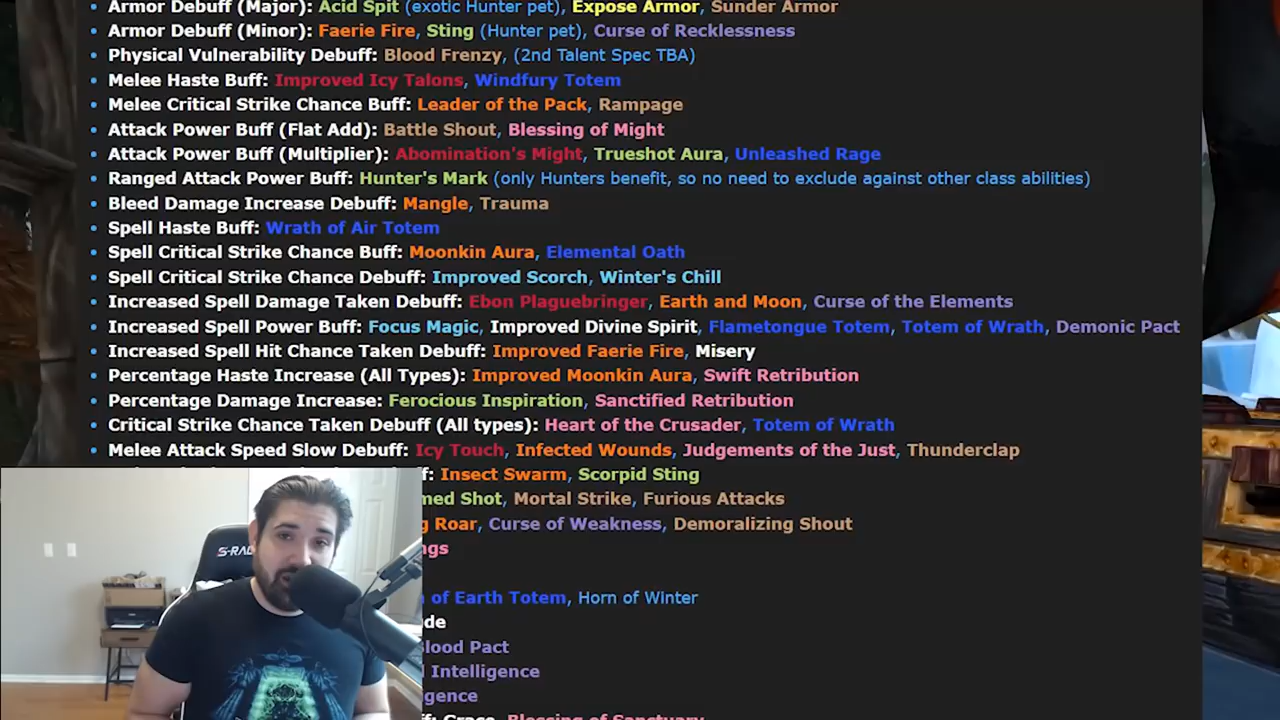 Armor Debuff (Major): Acid Spit (exotic Hunter pet), Expose Armor, Sunder Armor
Armor Debuff (Minor): Faerie Fire, Sting (Hunter pet), Curse of Recklessness
Physical Vulnerability Debuff: Blood Frenzy, (2nd Talent Spec TBA)
Melee Haste Buff: Improved Icy Talons, Windfury Totem
Melee Critical Strike Chance Buff: Leader of the Pack, Rampage
Attack Power Buff (Flat Add): Battle Shout, Blessing of Might
Attack Power Buff (Multiplier): Abomination's Might, Trueshot Aura, Unleashed Rage
Ranged Attack Power Buff: Hunter's Mark (only Hunters benefit, so no need to exclude against other class abilities)
Bleed Damage Increase Debuff: Mangle, Trauma
Spell Haste Buff: Wrath of Air Totem
Spell Critical Strike Chance Buff: Moonkin Aura, Elemental Oath
Spell Critical Strike Chance Debuff: Improved Scorch, Winter's Chill
Increased Spell Damage Taken Debuff: Ebon Plaguebringer, Earth and Moon, Curse of the Elements
Increased Spell Power Buff: Focus Magic, Improved Divine Spirit, Flametongue Totem, Totem of Wrath, Demonic Pact
Increased Spell Hit Chance Taken Debuff: Improved Faerie Fire, Misery
Percentage Haste Increase (All Types): Improved Moonkin Aura, Swift Retribution
Percentage Damage Increase: Ferocious Inspiration, Sanctified Retribution
Critical Strike Chance Taken Debuff (All types): Heart of the Crusader, Totem of Wrath
Melee Attack Speed Slow Debuff: Icy Touch, Infected Wounds, Judgements of the Just, Thunderclap
f: Insect Swarm, Scorpid Sting
med Shot, Mortal Strike, Furious Attacks
g Roar, Curse of Weakness, Demoralizing Shout
ngs
of Earth Totem, Horn of Winter
de
Blood Pact
Intelligence
gence
Grace, Blessing of Sanctuary